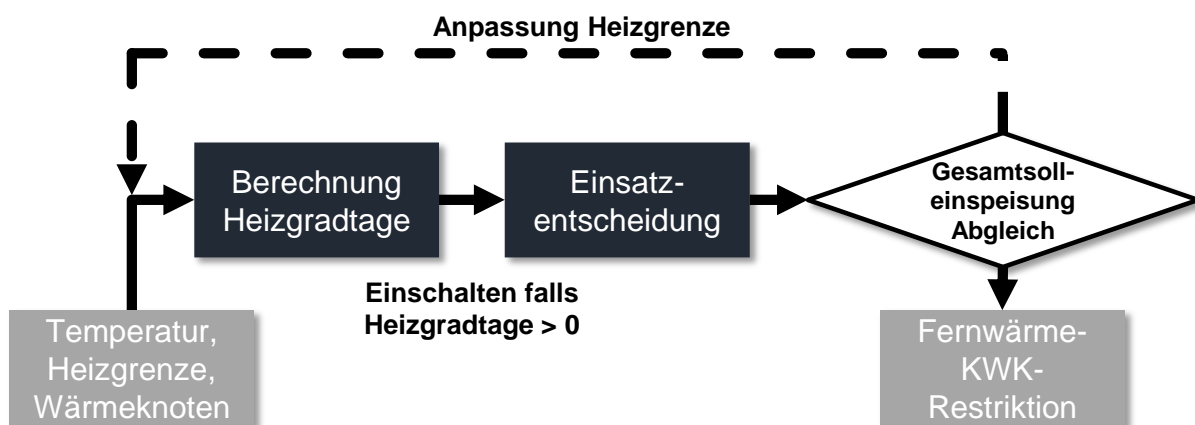 Anpassung Heizgrenze
Berechnung
Heizgradtage
Einsatz-
entscheidung
Gesamtsoll-
einspeisung
Abgleich
Einschalten falls
Heizgradtage > 0
Temperatur,
Heizgrenze,
Wärmeknoten
Fernwärme-
KWK-
Restriktion